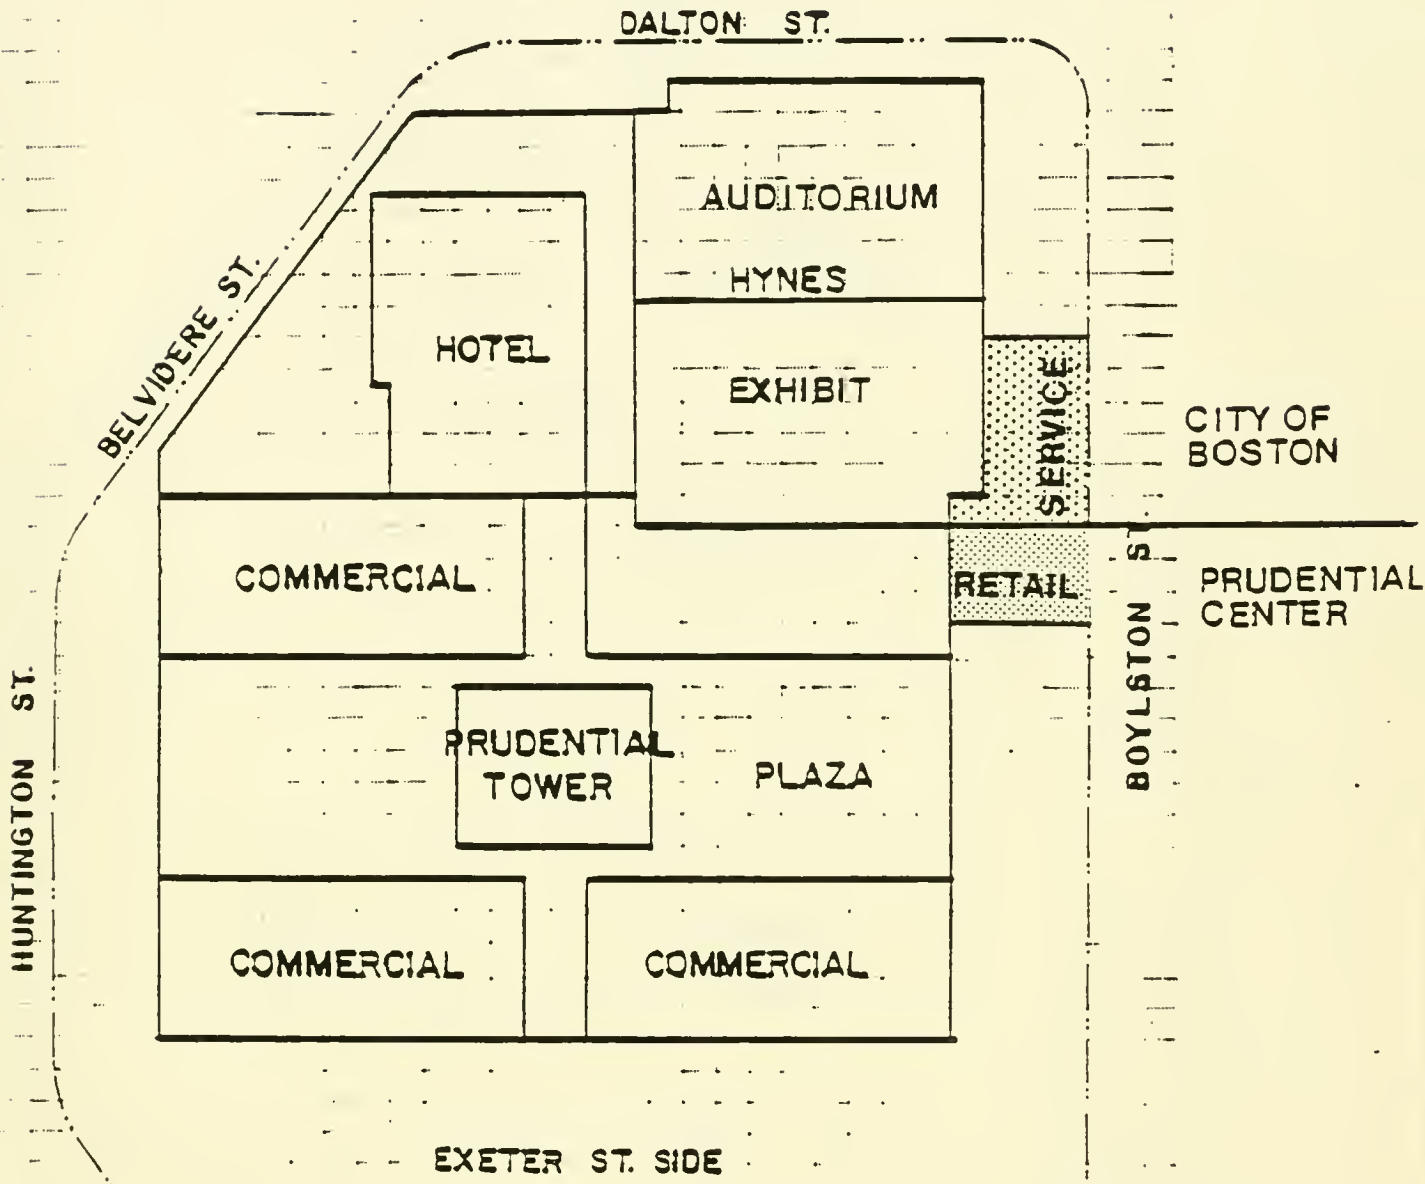 DALTON ST.
AUDITORIUM
HYNES
BELVIDERE ST.
HOTEL
EXHIBIT
SERVICE
CITY OF
BOSTON
COMMERCIAL
RETAIL
PRUDENTIAL
CENTER
BOYLSTON ST.
HUNTINGTON ST.
PRUDENTIAL
TOWER
PLAZA
COMMERCIAL
COMMERCIAL
EXETER ST. SIDE